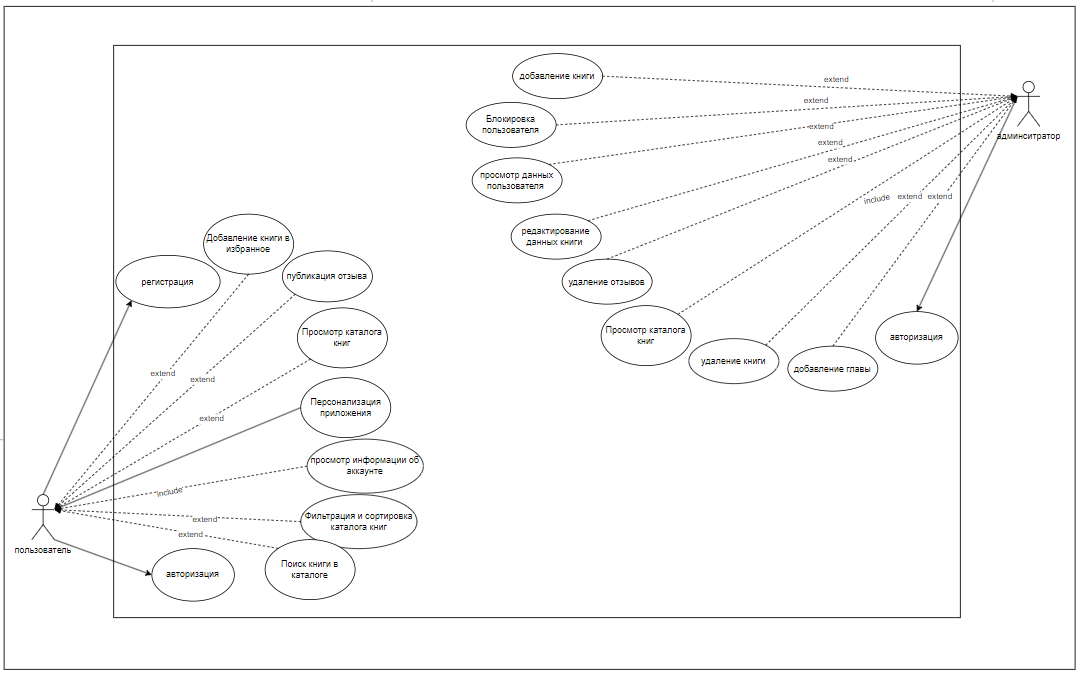 добавление книги
extend
Блокировка
пользователя
extend
extend
просмотр данных
пользователя
extend
extend
админситратор
include
extend
extend
редактирование
данных книги
удаление отзывов
Просмотр каталога
книг
удаление книги
добавление главы
авторизация
Добавление книги в
избранное
регистрация
публикация отзыва
Просмотр каталога
книг
extend
extend
Персонализация
приложения
extend
просмотр информации об
аккаунте
include
Фильтрация и сортировка
каталога книг
extend
extend
пользователь
Поиск книги в
каталоге
авторизация